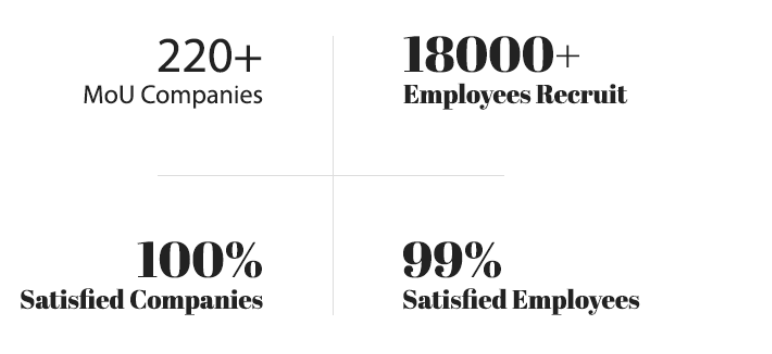 220+
MoU Companies
18000+
Employees Recruit
100%
Satisfied Companies
99%
Satisfied Employees